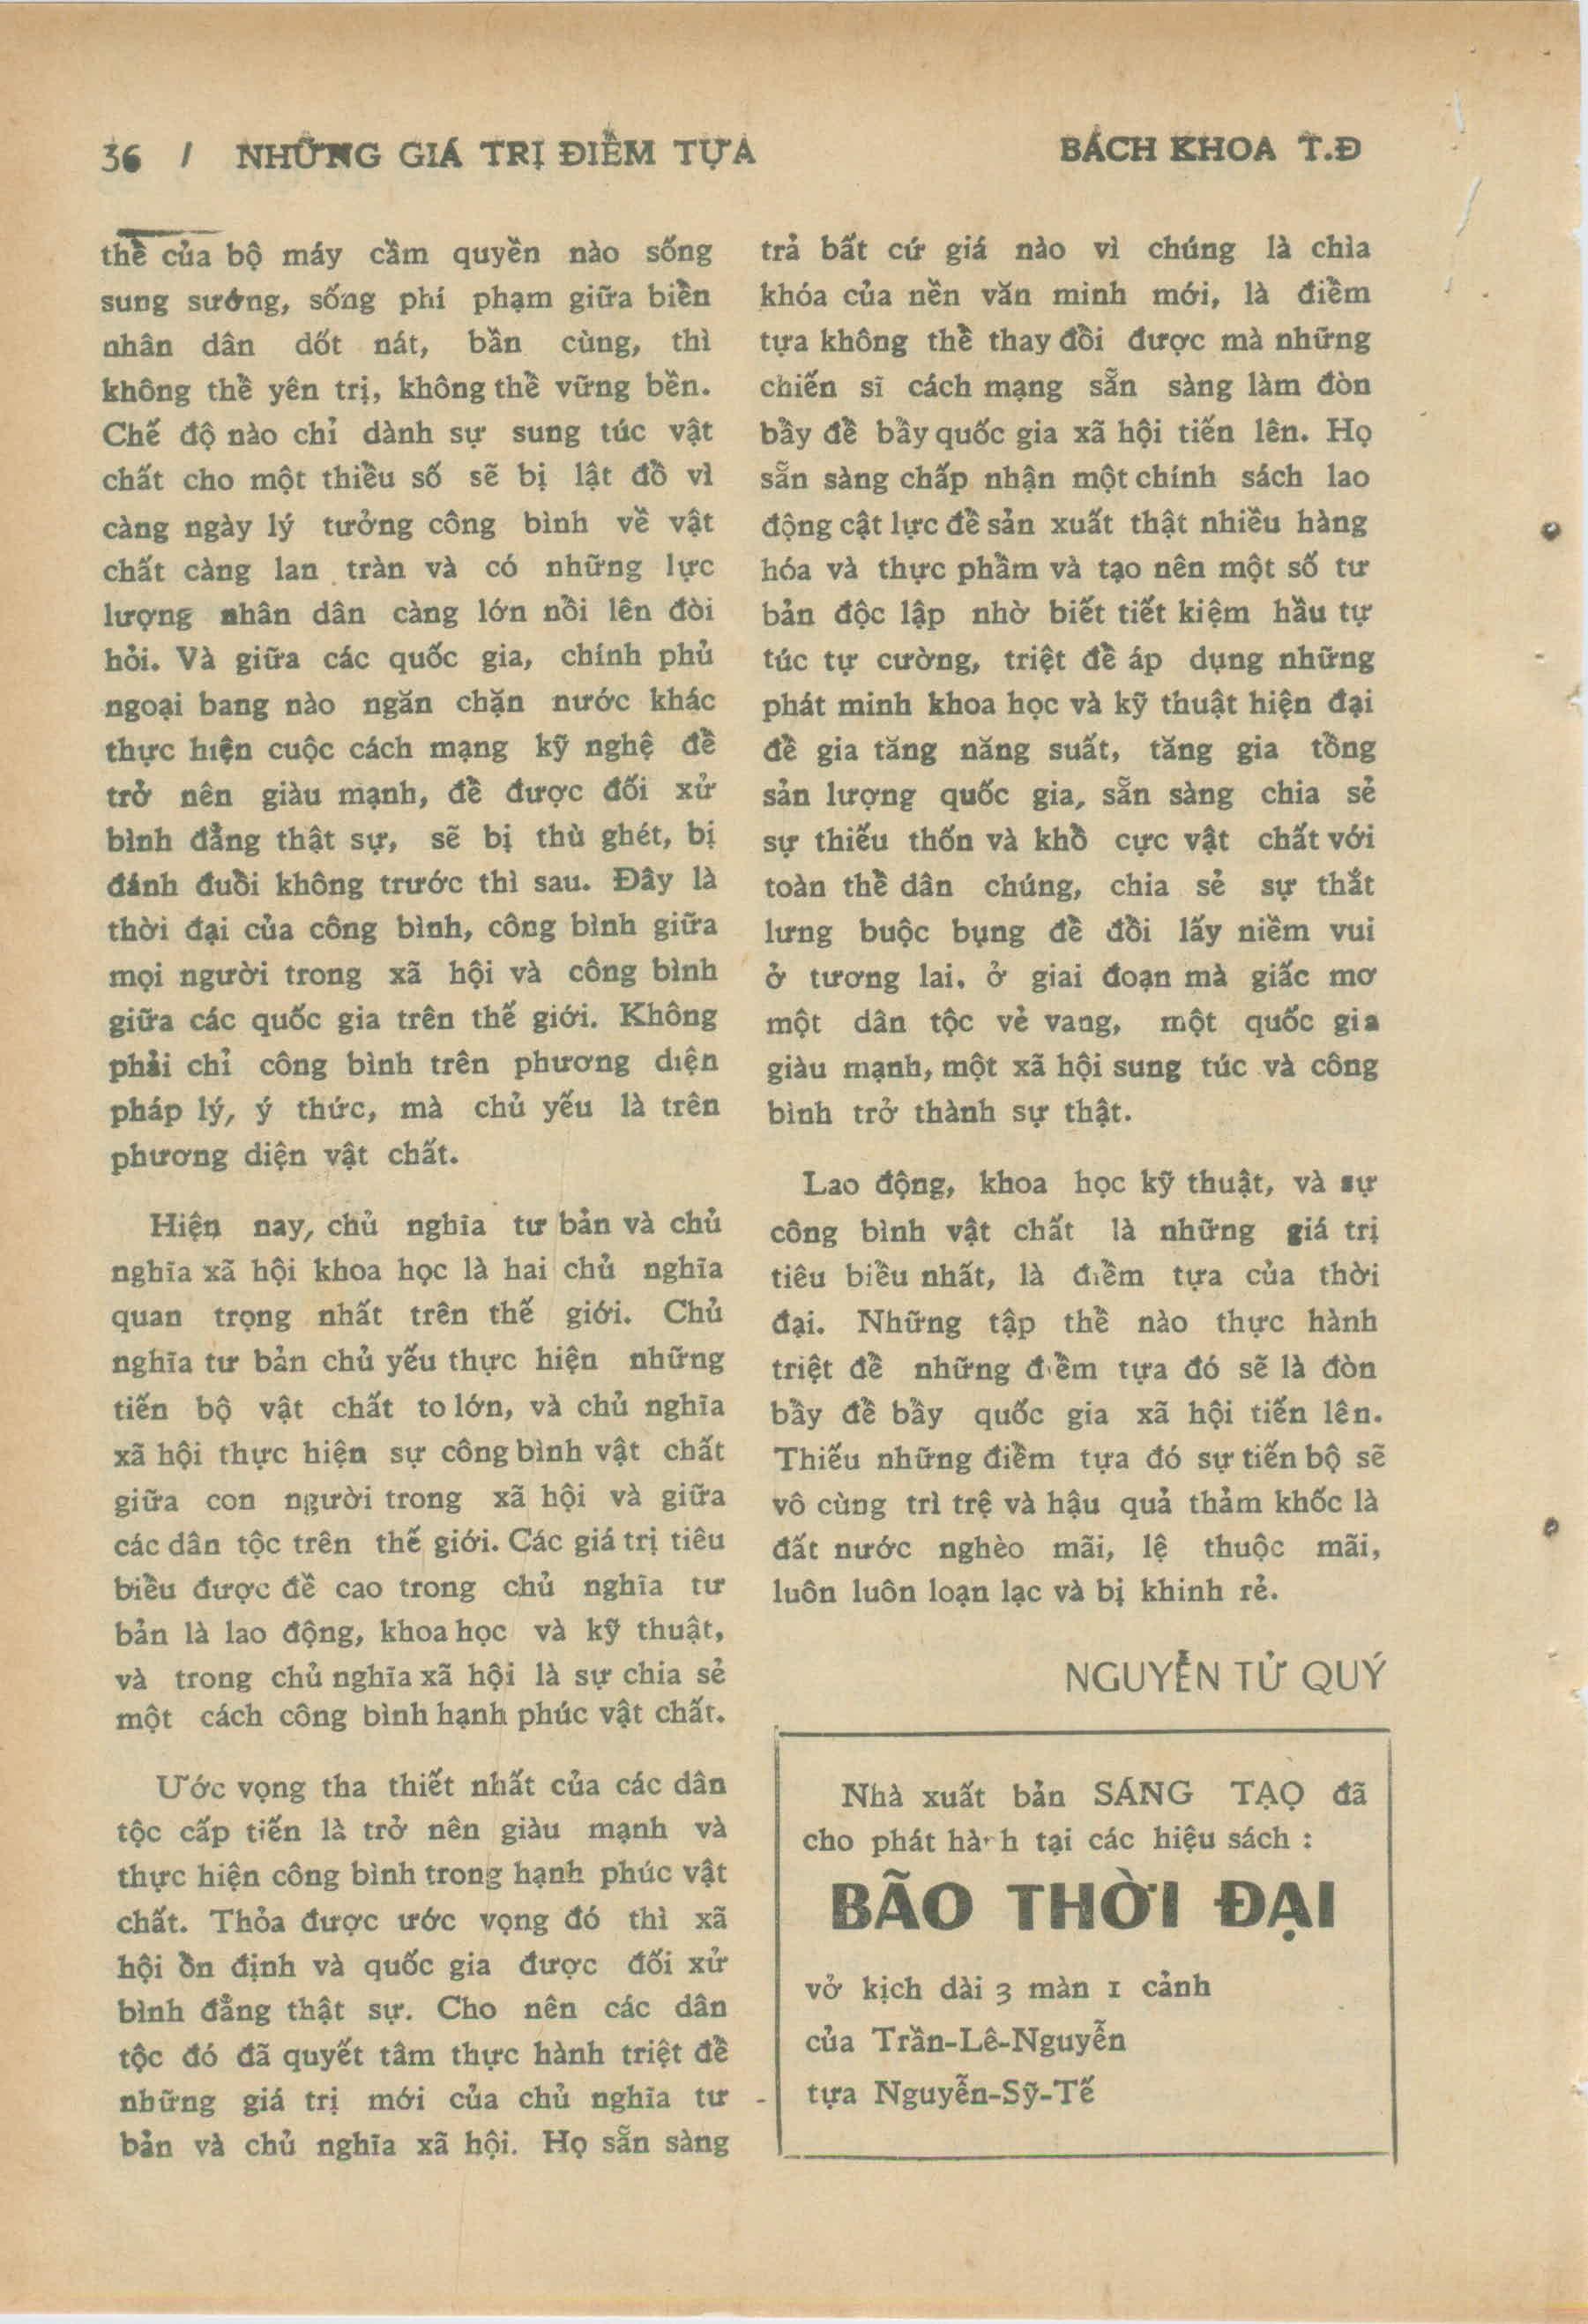 36 / NHỮNG GIÁ TRỊ ĐIỂM TỰA
BÁCH KHOA T.Đ
thể của bộ máy cầm quyền nào sống
sung sướng, sống phí phạm giữa biển
nhân dân dốt nát, bần cùng, thì
không thể yên trị, không thể vững bền.
Chế độ nào chỉ dành sự sung túc vật
chất cho một thiểu số sẽ bị lật đổ vì
càng ngày lý tưởng công bình về vật
chất càng lan tràn và có những lực
lượng nhân dân càng lớn nổi lên đòi
hỏi. Và giữa các quốc gia, chính phủ
ngoại bang nào ngăn chặn nước khác
thực hiện cuộc cách mạng kỹ nghệ để
trở nên giàu mạnh, để được đối xử
bình đẳng thật sự, sẽ bị thù ghét, bị
đánh đuổi không trước thì sau. Đây là
thời đại của công bình, công bình giữa
mọi người trong xã hội và công bình
giữa các quốc gia trên thế giới. Không
phải chỉ công bình trên phương diện
pháp lý, ý thức, mà chủ yếu là trên
phương diện vật chất.
Hiện nay, chủ nghĩa tư bản và chủ
nghĩa xã hội khoa học là hai chủ nghĩa
quan trọng nhất trên thế giới. Chủ
nghĩa tư bản chủ yếu thực hiện những
tiến bộ vật chất to lớn, và chủ nghĩa
xã hội thực hiện sự công bình vật chất
giữa con người trong xã hội và giữa
các dân tộc trên thế giới. Các giá trị tiêu
biểu được đề cao trong chủ nghĩa tư
bản là lao động, khoa học và kỹ thuật,
và trong chủ nghĩa xã hội là sự chia sẻ
một cách công bình hạnh phúc vật chất.
Ước vọng tha thiết nhất của các dân
tộc cấp tiến là trở nên giàu mạnh và
thực hiện công bình trong hạnh phúc vật
chất. Thỏa được ước vọng đó thì xã
hội ổn định và quốc gia được đối xử
bình đẳng thật sự. Cho nên các dân
tộc đó đã quyết tâm thực hành triệt để
những giá trị mới của chủ nghĩa tư
bản và chủ nghĩa xã hội. Họ sẵn sàng
trả bất cứ giá nào vì chúng là chìa
khóa của nền văn minh mới, là điểm
tựa không thể thay đổi được mà những
chiến sĩ cách mạng sẵn sàng làm đòn
bẩy để bẩy quốc gia xã hội tiến lên. Họ
sẵn sàng chấp nhận một chính sách lao
động cật lực để sản xuất thật nhiều hàng
hóa và thực phẩm và tạo nên một số tư
bản độc lập nhờ biết tiết kiệm hầu tự
túc tự cường, triệt để áp dụng những
phát minh khoa học và kỹ thuật hiện đại
để gia tăng năng suất, tăng gia tổng
sản lượng quốc gia, sẵn sàng chia sẻ
sự thiếu thốn và khổ cực vật chất với
toàn thể dân chúng, chia sẻ sự thắt
lưng buộc bụng để đổi lấy niềm vui
ở tương lai, ở giai đoạn mà giấc mơ
một dân tộc vẻ vang, một quốc gia
giàu mạnh, một xã hội sung túc và công
bình trở thành sự thật.
Lao động, khoa học kỹ thuật, và sự
công bình vật chất là những giá trị
tiêu biểu nhất, là điểm tựa của thời
đại. Những tập thể nào thực hành
triệt để những điểm tựa đó sẽ là đòn
bẩy để bẩy quốc gia xã hội tiến lên.
Thiếu những điểm tựa đó sự tiến bộ sẽ
vô cùng trì trệ và hậu quả thảm khốc là
đất nước nghèo mãi, lệ thuộc mãi,
luôn luôn loạn lạc và bị khinh rẻ.
NGUYỄN TỬ QUÝ
Nhà xuất bản SÁNG TẠO đã
cho phát hành tại các hiệu sách :
BÃO THỜI ĐẠI
vở kịch dài 3 màn 1 cảnh
của Trần-Lê-Nguyễn
tựa Nguyễn-Sỹ-Tế